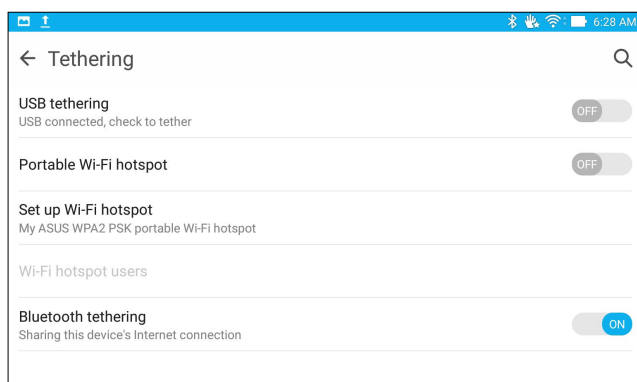 6:28 AM
Tethering
USB tethering
OFF
USB connected, check to tether
Portable Wi-Fi hotspot
OFF
Set up Wi-Fi hotspot
My ASUS WPA2 PSK portable Wi-Fi hotspot
Wi-Fi hotspot users
Bluetooth tethering
ON
Sharing this device's Internet connection